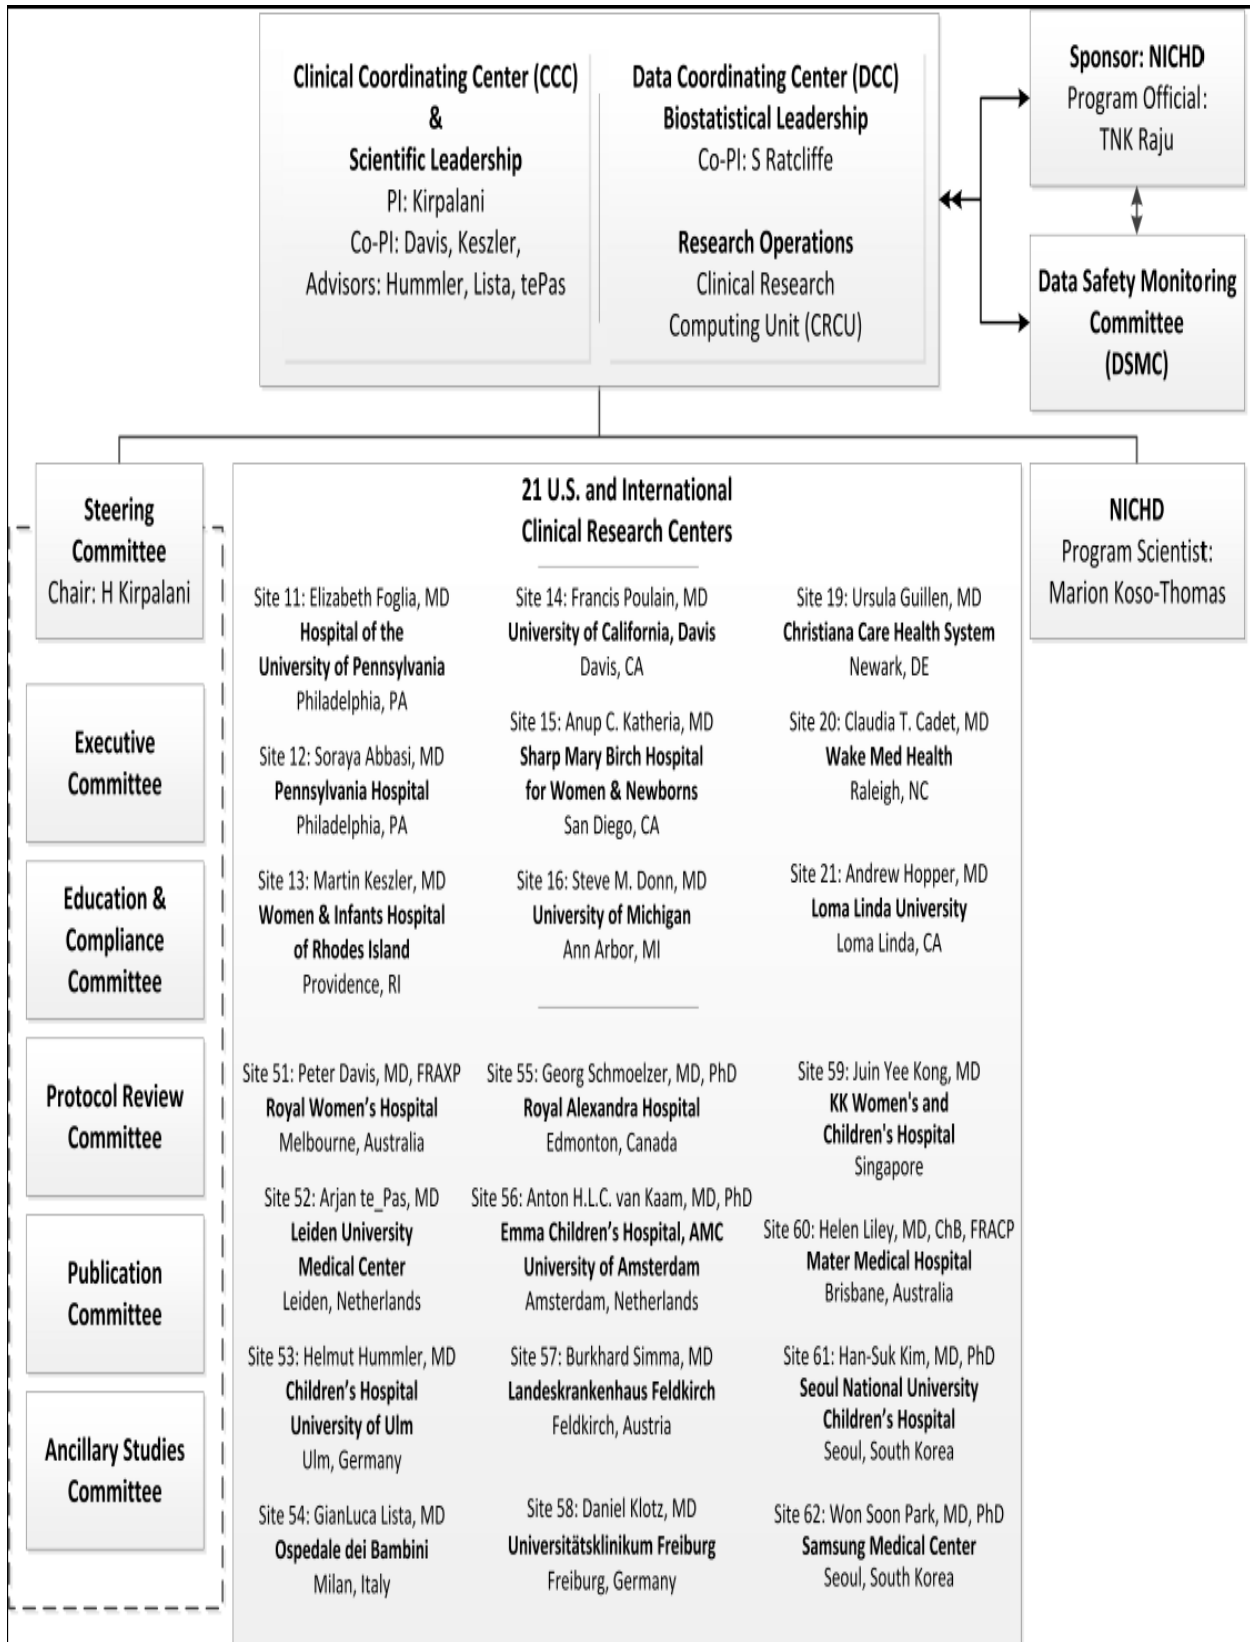 Clinical Coordinating Center (CCC)
&
Scientific Leadership
PI: Kirpalani
Co-PI: Davis, Keszler,
Advisors: Hummler, Lista, tePas
Data Coordinating Center (DCC)
Biostatistical Leadership
Co-PI: S Ratcliffe
Research Operations
Clinical Research
Computing Unit (CRCU)
Sponsor: NICHD
Program Official:
TNK Raju
Data Safety Monitoring
Committee
(DSMC)
Steering
Committee
Chair: H Kirpalani
Executive
Committee
Education &
Compliance
Committee
Protocol Review
Committee
Publication
Committee
Ancillary Studies
Committee
21 U.S. and International
Clinical Research Centers
Site 11: Elizabeth Foglia, MD
Hospital of the
University of Pennsylvania
Philadelphia, PA
Site 12: Soraya Abbasi, MD
Pennsylvania Hospital
Philadelphia, PA
Site 13: Martin Keszler, MD
Women & Infants Hospital
of Rhodes Island
Providence, RI
Site 14: Francis Poulain, MD
University of California, Davis
Davis, CA
Site 15: Anup C. Katheria, MD
Sharp Mary Birch Hospital
for Women & Newborns
San Diego, CA
Site 16: Steve M. Donn, MD
University of Michigan
Ann Arbor, MI
Site 19: Ursula Guillen, MD
Christiana Care Health System
Newark, DE
Site 20: Claudia T. Cadet, MD
Wake Med Health
Raleigh, NC
Site 21: Andrew Hopper, MD
Loma Linda University
Loma Linda, CA
Site 51: Peter Davis, MD, FRAXP
Royal Women's Hospital
Melbourne, Australia
Site 52: Arjan te_Pas, MD
Leiden University
Medical Center
Leiden, Netherlands
Site 53: Helmut Hummler, MD
Children's Hospital
University of Ulm
Ulm, Germany
Site 54: GianLuca Lista, MD
Ospedale dei Bambini
Milan, Italy
Site 55: Georg Schmoelzer, MD, PhD
Royal Alexandra Hospital
Edmonton, Canada
Site 56: Anton H.L.C. van Kaam, MD, PhD
Emma Children's Hospital, AMC
University of Amsterdam
Amsterdam, Netherlands
Site 57: Burkhard Simma, MD
Landeskrankenhaus Feldkirch
Feldkirch, Austria
Site 58: Daniel Klotz, MD
Universitätsklinikum Freiburg
Freiburg, Germany
Site 59: Juin Yee Kong, MD
KK Women's and
Children's Hospital
Singapore
Site 60: Helen Liley, MD, ChB, FRACP
Mater Medical Hospital
Brisbane, Australia
Site 61: Han-Suk Kim, MD, PhD
Seoul National University
Children's Hospital
Seoul, South Korea
Site 62: Won Soon Park, MD, PhD
Samsung Medical Center
Seoul, South Korea
NICHD
Program Scientist:
Marion Koso-Thomas